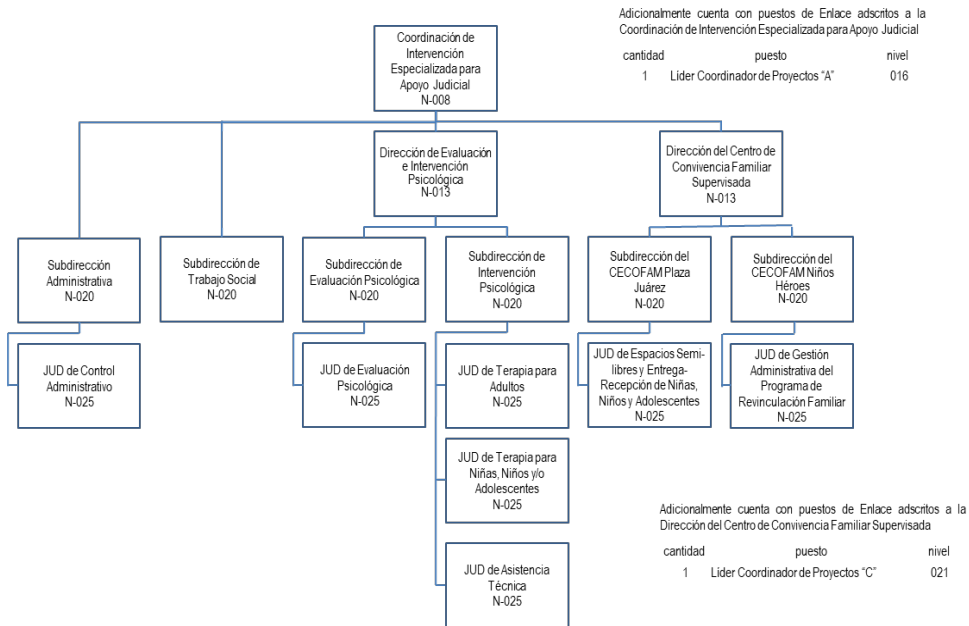 Adicionalmente cuenta con puestos de Enlace adscritos a la
Coordinación de Intervención Especializada para Apoyo Judicial
cantidad puesto nivel
1 Líder Coordinador de Proyectos "A" 016
Coordinación de
Intervención
Especializada para
Apoyo Judicial
N-008
Dirección de Evaluación
e Intervención
Psicológica
N-013
Dirección del Centro de
Convivencia Familiar
Supervisada
N-013
Subdirección
Administrativa
N-020
Subdirección de
Trabajo Social
N-020
Subdirección de
Evaluación Psicológica
N-020
Subdirección de
Intervención
Psicológica
N-020
Subdirección del
CECOFAM Plaza
Juárez
N-020
Subdirección del
CECOFAM Niños
Héroes
N-020
JUD de Control
Administrativo
N-025
JUD de Evaluación
Psicológica
N-025
JUD de Terapia para
Adultos
N-025
JUD de Espacios Semi-
libres y Entrega-
Recepción de Niñas,
Niños y Adolescentes
N-025
JUD de Gestión
Administrativa del
Programa de
Revinculación Familiar
N-025
JUD de Terapia para
Niñas, Niños y/o
Adolescentes
N-025
JUD de Asistencia
Técnica
N-025
Adicionalmente cuenta con puestos de Enlace adscritos a la
Dirección del Centro de Convivencia Familiar Supervisada
cantidad puesto nivel
1 Líder Coordinador de Proyectos "C" 021